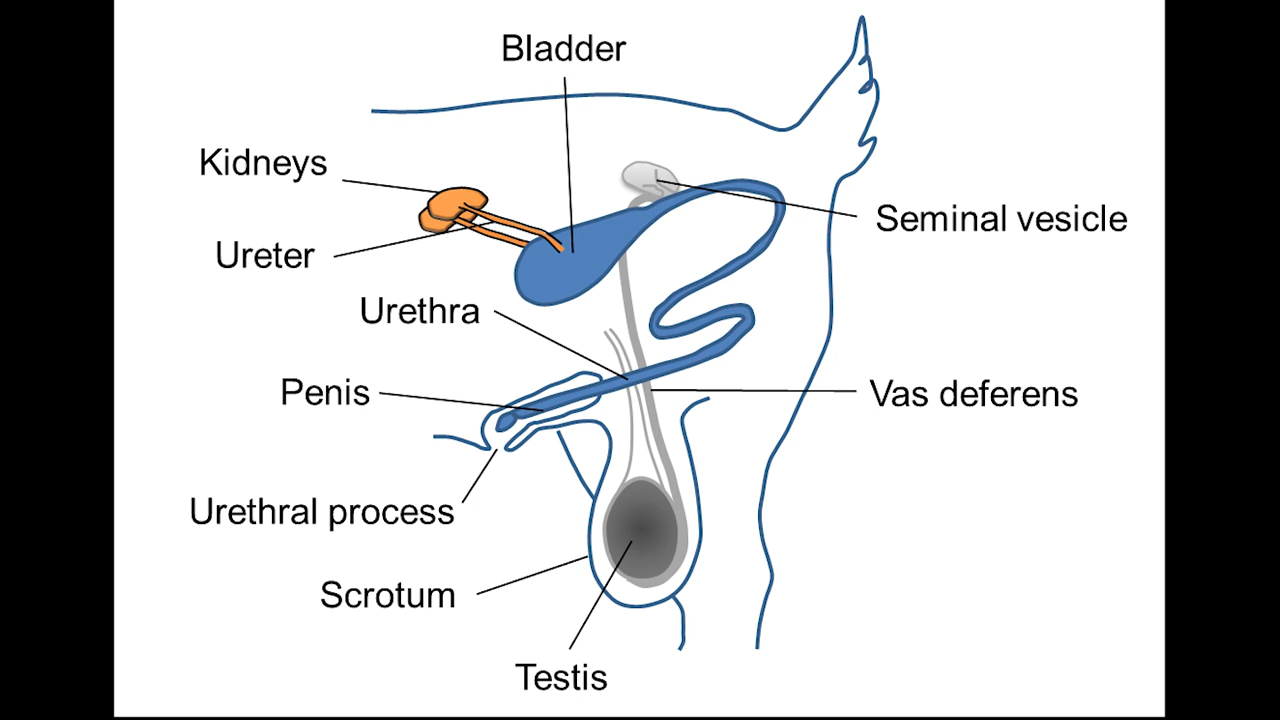 Bladder
Kidneys
Seminal vesicle
Ureter
Urethra
Penis
Vas deferens
Urethral process
Scrotum
Testis